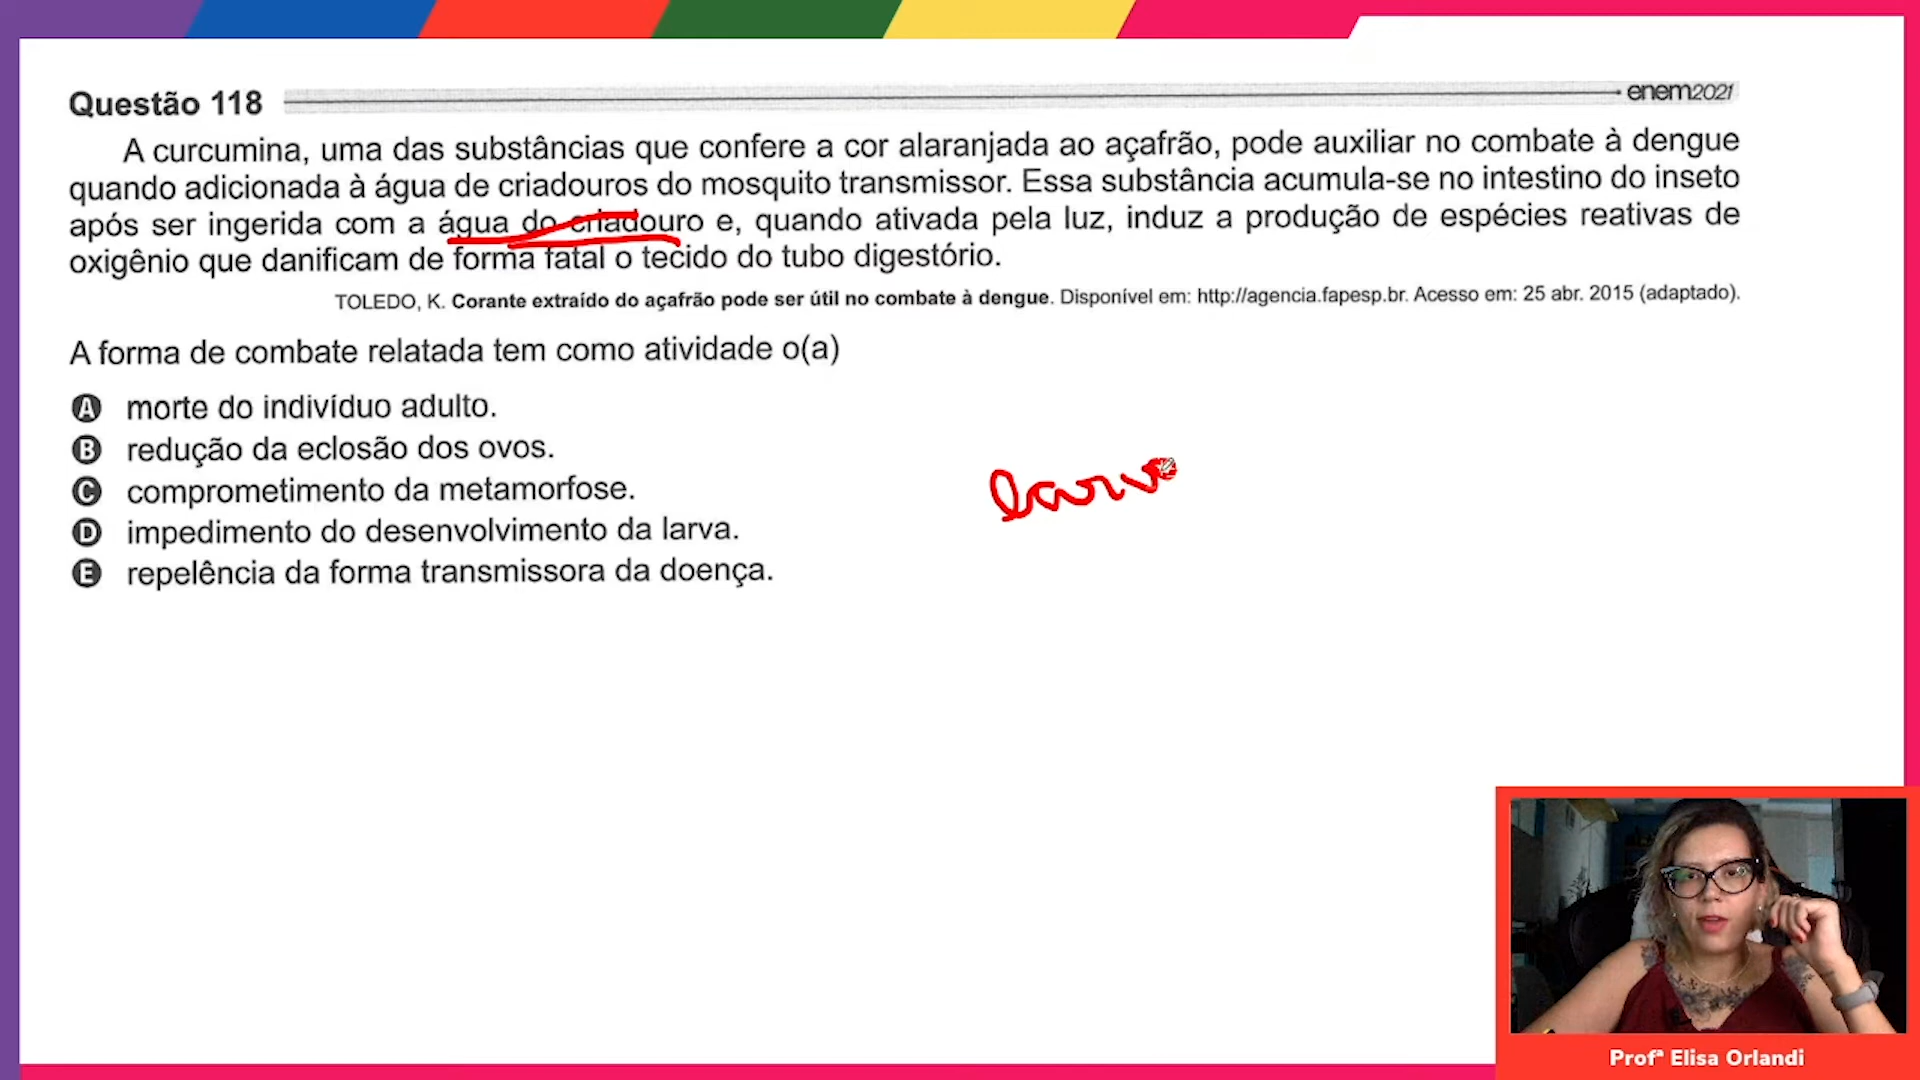 Questão 118
enem2021
A curcumina, uma das substâncias que confere a cor alaranjada ao açafrão, pode auxiliar no combate à dengue
quando adicionada à água de criadouros do mosquito transmissor. Essa substância acumula-se no intestino do inseto
após ser ingerida com a água do criadouro e, quando ativada pela luz, induz a produção de espécies reativas de
oxigênio que danificam de forma fatal o tecido do tubo digestório.
TOLEDO, K. Corante extraído do açafrão pode ser útil no combate à dengue. Disponível em: http://agencia.fapesp.br. Acesso em: 25 abr. 2015 (adaptado).
A forma de combate relatada tem como atividade o(a)
A morte do indivíduo adulto.
B redução da eclosão dos ovos.
C comprometimento da metamorfose.
larv
D impedimento do desenvolvimento da larva.
E repelência da forma transmissora da doença.
Profª Elisa Orlandi